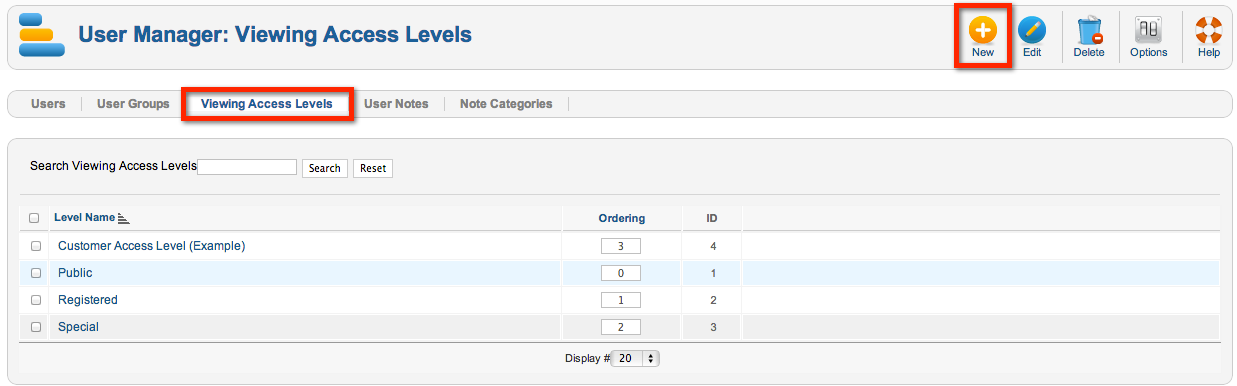 User Manager: Viewing Access Levels
New Edit Delete Options Help
Users User Groups Viewing Access Levels User Notes Note Categories
Search Viewing Access Levels Search Reset
Level Name Ordering ID
Customer Access Level (Example) 3 4
Public 0 1
Registered 1 2
Special 2 3
Display # 20